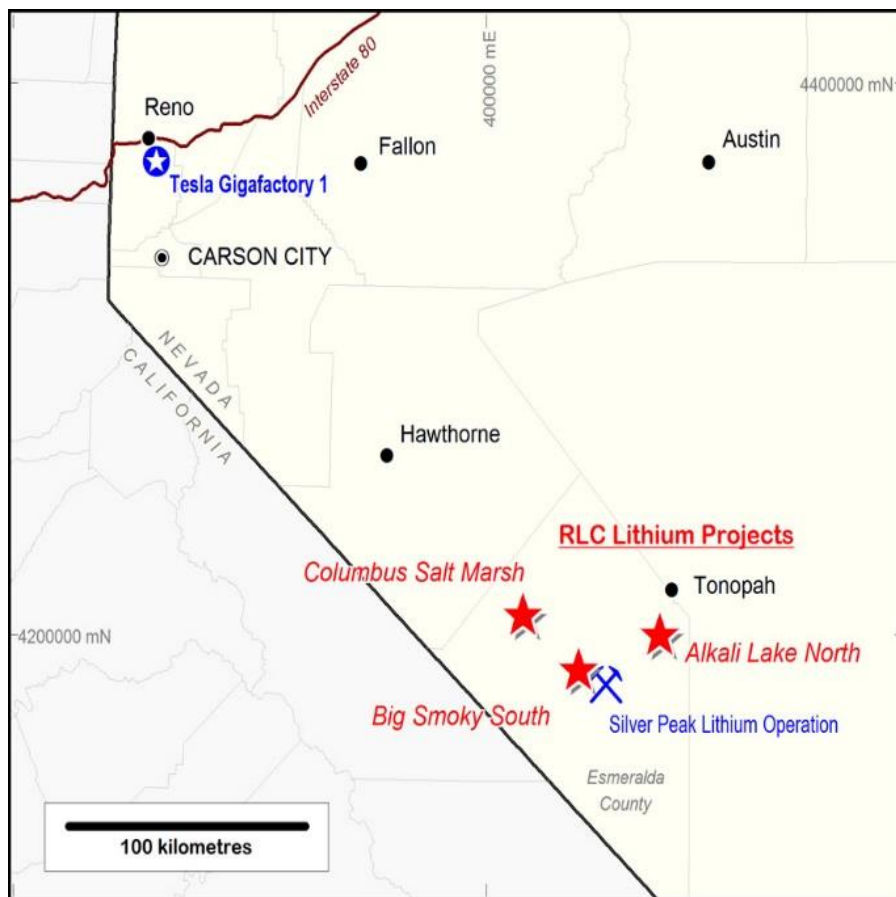 400000 mE
4400000 mN
Interstate 80
Reno
Fallon
Austin
Tesla Gigafactory 1
CARSON CITY
NEVADA
CALIFORNIA
Hawthorne
RLC Lithium Projects
Columbus Salt Marsh
Tonopah
4200000 mN
Alkali Lake North
Big Smoky South
Silver Peak Lithium Operation
Esmeralda
County
100 kilometres